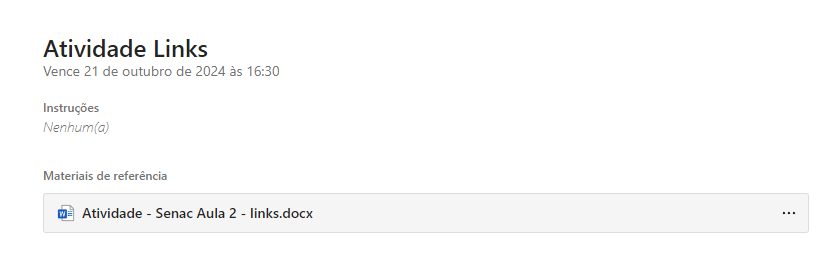 Atividade Links
Vence 21 de outubro de 2024 às 16:30
Instruções
Nenhum(a)
Materiais de referência
Atividade - Senac Aula 2 - links.docx